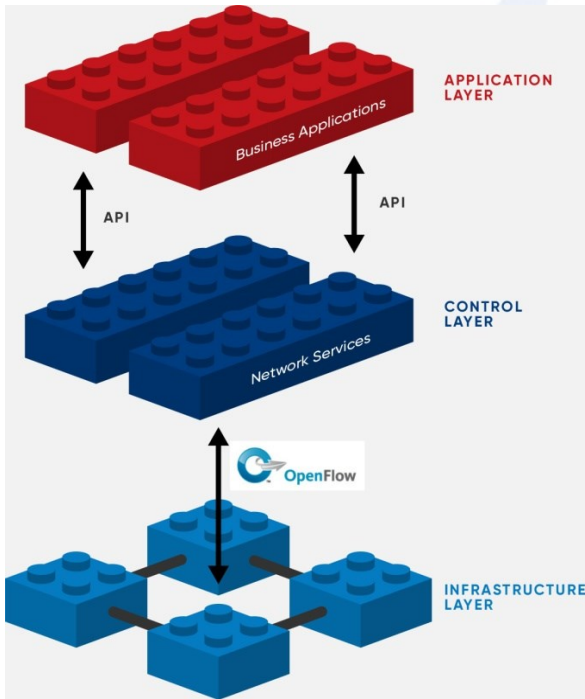 APPLICATION
LAYER
Business Applications
API
API
CONTROL
LAYER
Network Services
OpenFlow
INFRASTRUCTURE
LAYER